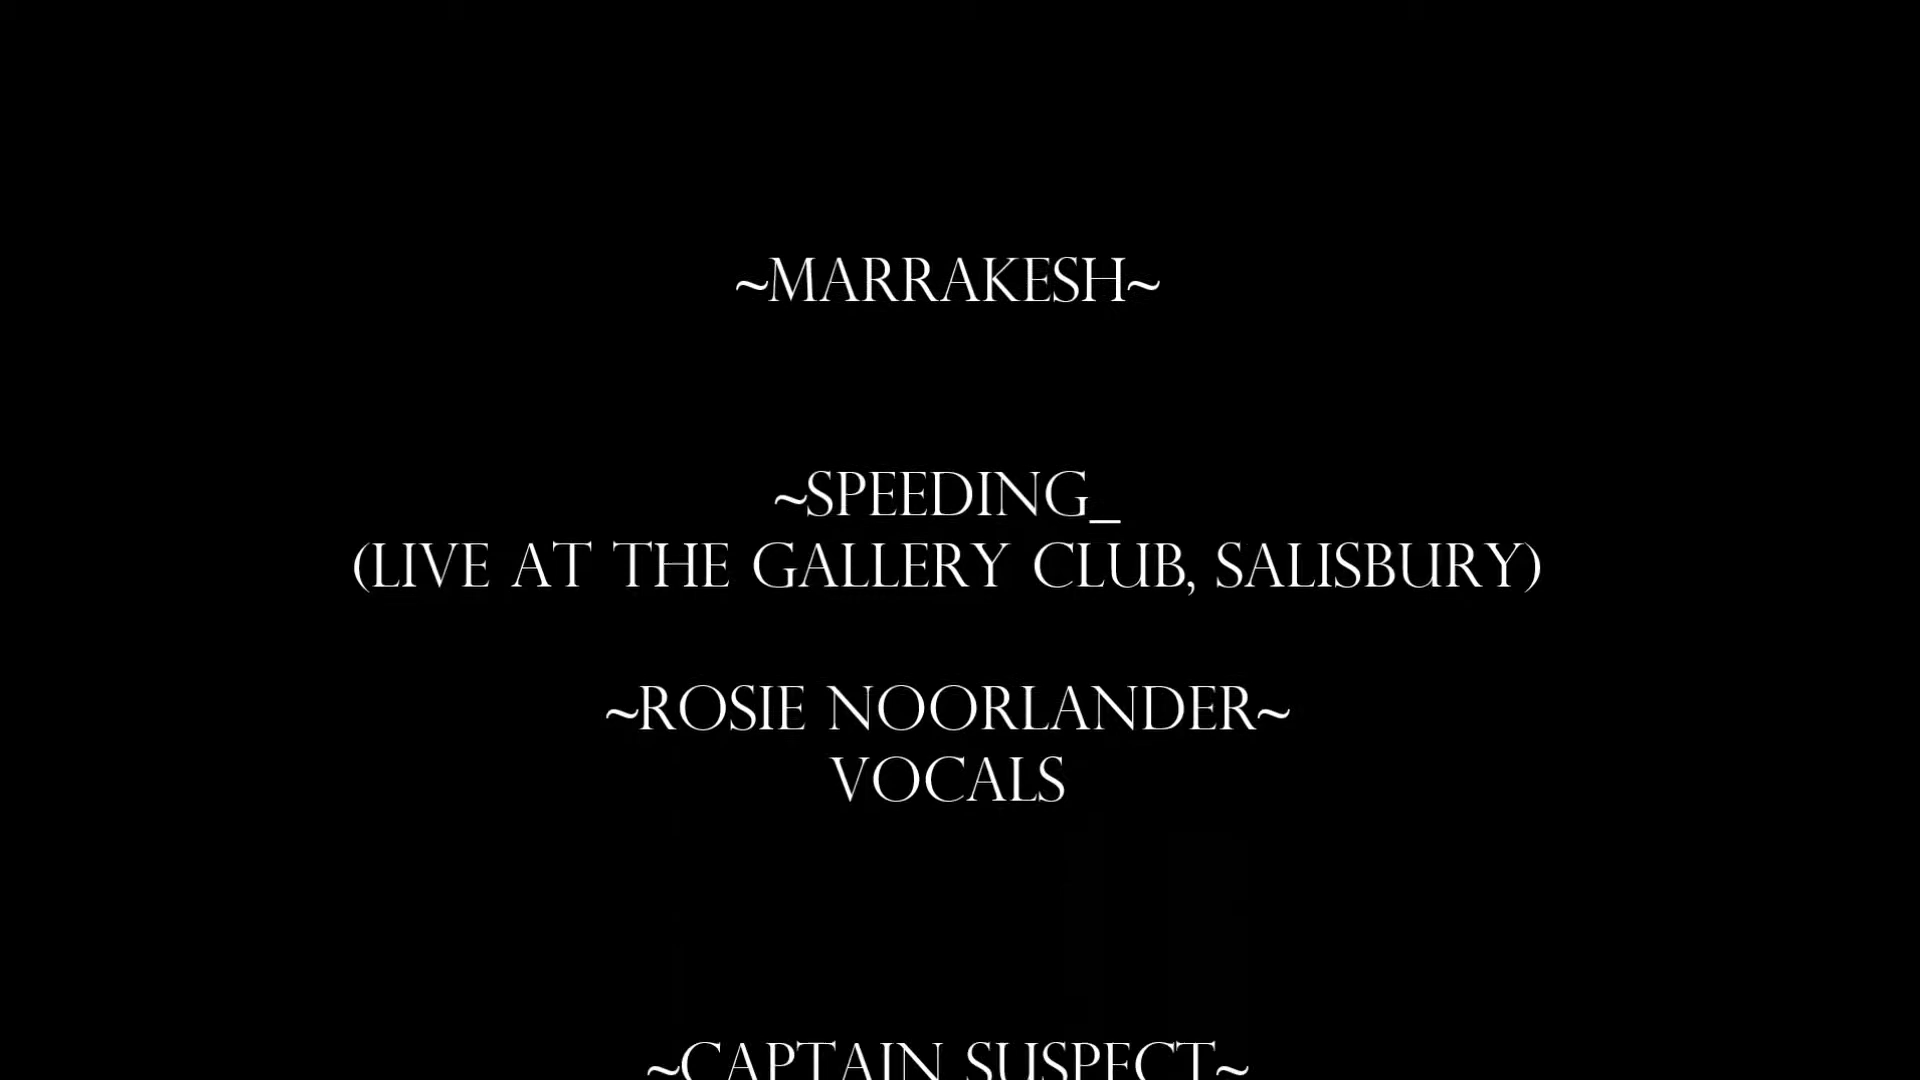 ~MARRAKESH~
~SPEEDING_
(LIVE AT THE GALLERY CLUB, SALISBURY)
~ROSIE NOORLANDER~
VOCALS
~CAPTAIN SUSPECT~